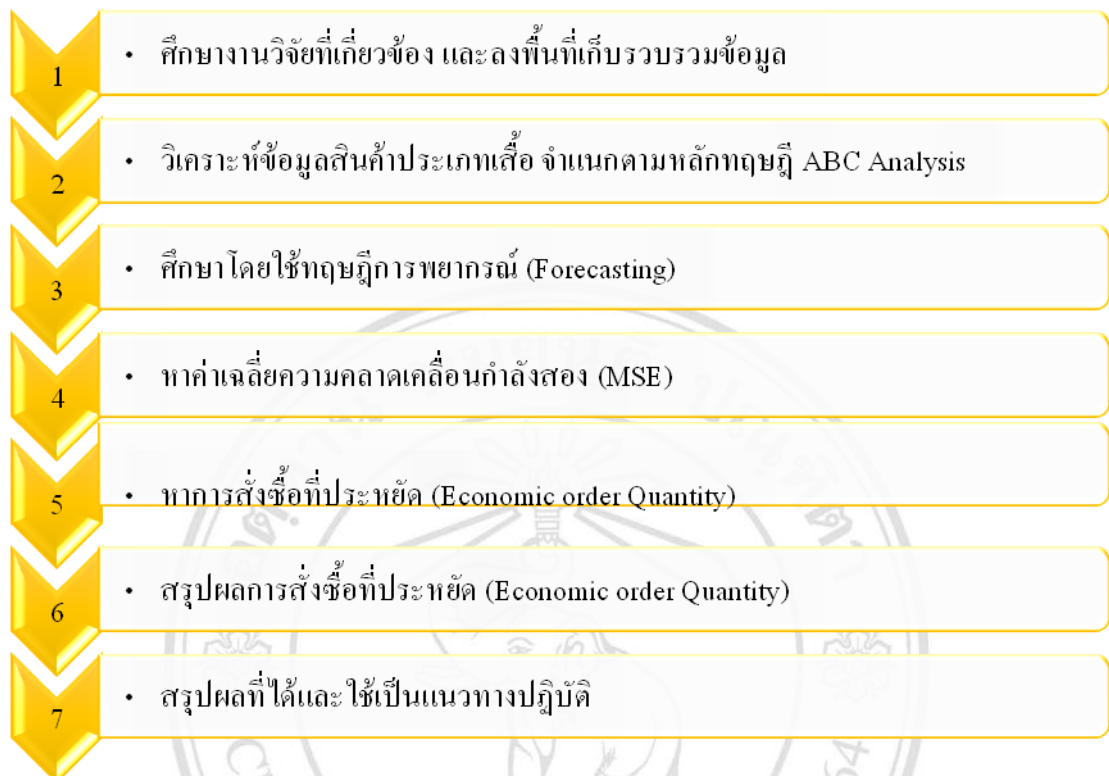 1
• ศึกษางานวิจัยที่เกี่ยวข้อง และลงพื้นที่เก็บรวบรวมข้อมูล
2
• วิเคราะห์ข้อมูลสินค้าประเภทเสื้อ จำแนกตามหลักทฤษฎี ABC Analysis
3
• ศึกษาโดยใช้ทฤษฎีการพยากรณ์ (Forecasting)
4
• หาค่าเฉลี่ยความคลาดเคลื่อนกำลังสอง (MSE)
5
• หาการสั่งซื้อที่ประหยัด (Economic order Quantity)
6
• สรุปผลการสั่งซื้อที่ประหยัด (Economic order Quantity)
7
• สรุปผลที่ได้และใช้เป็นแนวทางปฏิบัติ